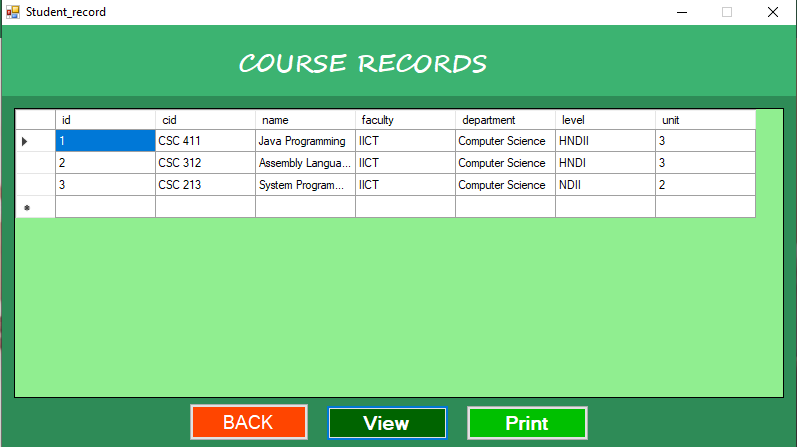 Student_record
COURSE RECORDS
id cid name faculty department level unit
1 CSC 411 Java Programming IICT Computer Science HNDII 3
2 CSC 312 Assembly Langua... IICT Computer Science HNDI 3
3 CSC 213 System Program... IICT Computer Science NDII 2
BACK View Print